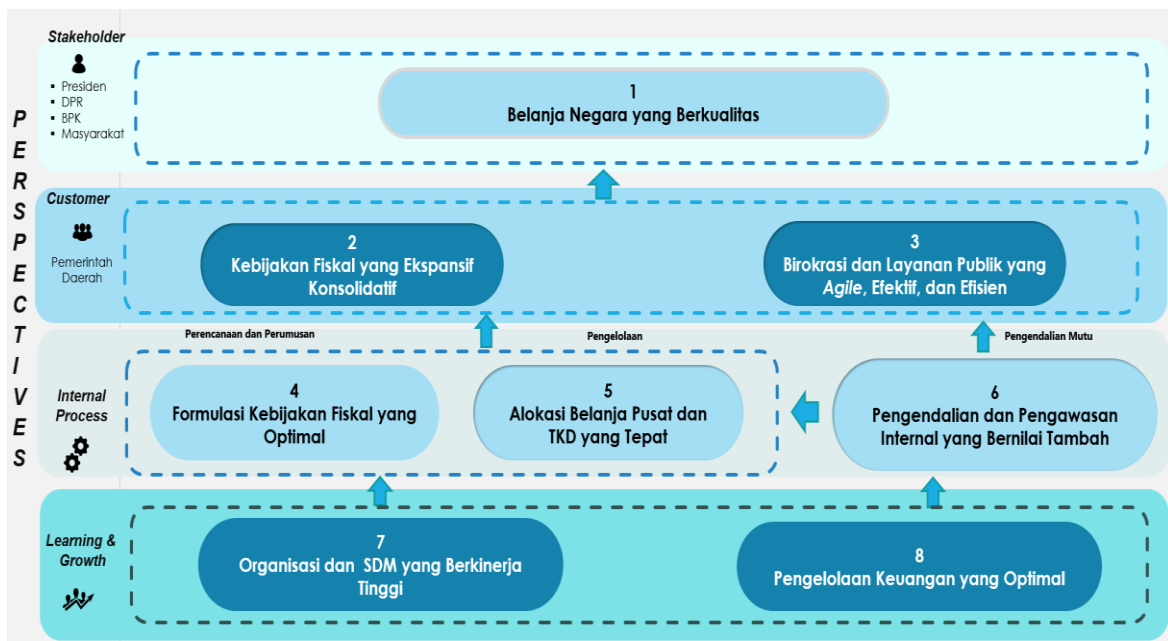 PERSPECTIVES
Stakeholder
▪ Presiden
▪ DPR
▪ BPK
▪ Masyarakat
1
Belanja Negara yang Berkualitas
Customer
Pemerintah
Daerah
2
Kebijakan Fiskal yang Ekspansif
Konsolidatif
3
Birokrasi dan Layanan Publik yang
Agile, Efektif, dan Efisien
Perencanaan dan Perumusan
Pengelolaan
Pengendalian Mutu
Internal
Process
4
Formulasi Kebijakan Fiskal yang
Optimal
5
Alokasi Belanja Pusat dan
TKD yang Tepat
6
Pengendalian dan Pengawasan
Internal yang Bernilai Tambah
Learning &
Growth
7
Organisasi dan SDM yang Berkinerja
Tinggi
8
Pengelolaan Keuangan yang Optimal